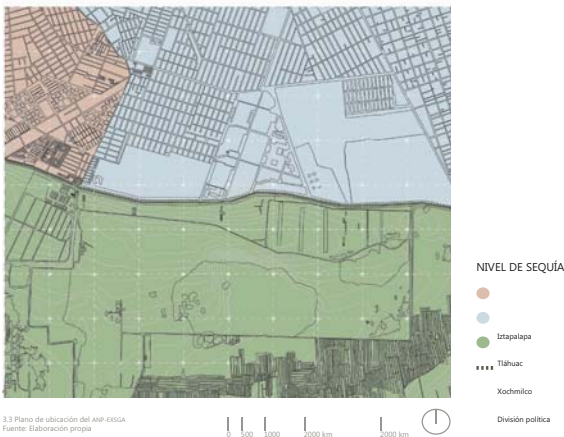 NIVEL DE SEQUÍA
Iztapalapa
Tláhuac
Xochimilco
División política
3.3 Plano de ubicación del ANP-EXSGA
Fuente: Elaboración propia
0 500 1000 2000 km 2000 km